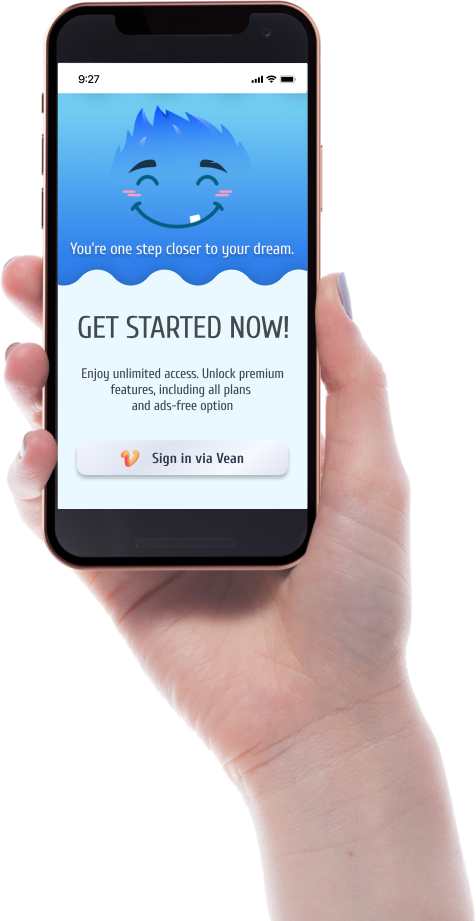 9:27
You're one step closer to your dream.
GET STARTED NOW!
Enjoy unlimited access. Unlock premium
features, including all plans
and ads-free option
Sign in via Vean